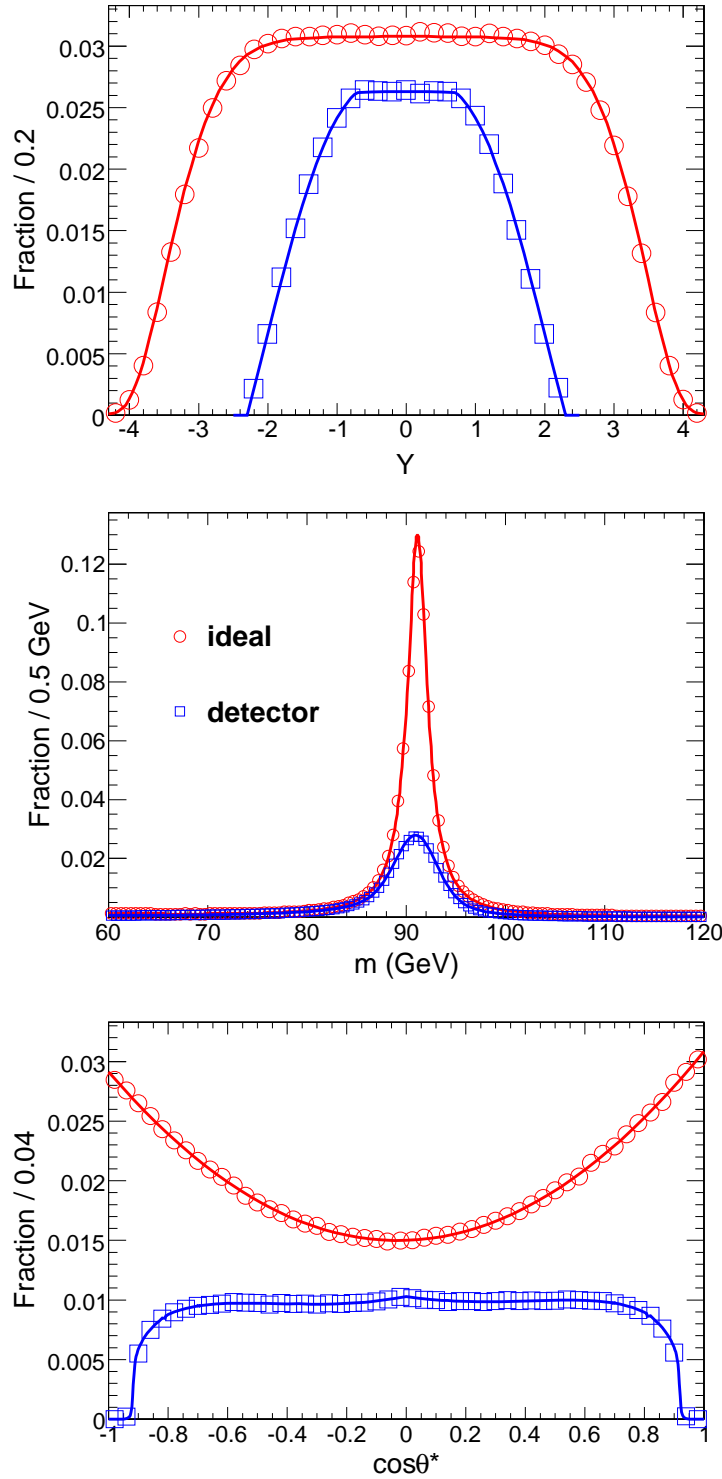 Fraction / 0.2
0.03
0.025
0.02
0.015
0.01
0.005
0
-4 -3 -2 -1 0 1 2 3 4
Y
Fraction / 0.5 GeV
0.12
0.1
0.08
0.06
0.04
0.02
ideal
detector
60 70 80 90 100 110 120
m (GeV)
Fraction / 0.04
0.03
0.025
0.02
0.015
0.01
0.005
0
-1 -0.8 -0.6 -0.4 -0.2 0 0.2 0.4 0.6 0.8 1
cosθ*